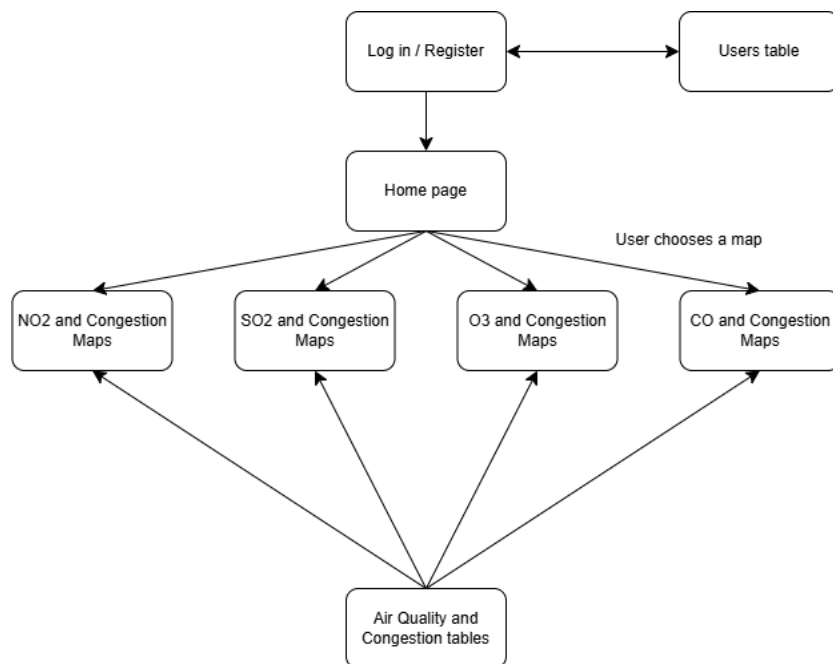 Log in / Register
Users table
Home page
User chooses a map
NO2 and Congestion
Maps
SO2 and Congestion
Maps
O3 and Congestion
Maps
CO and Congestion
Maps
Air Quality and
Congestion tables